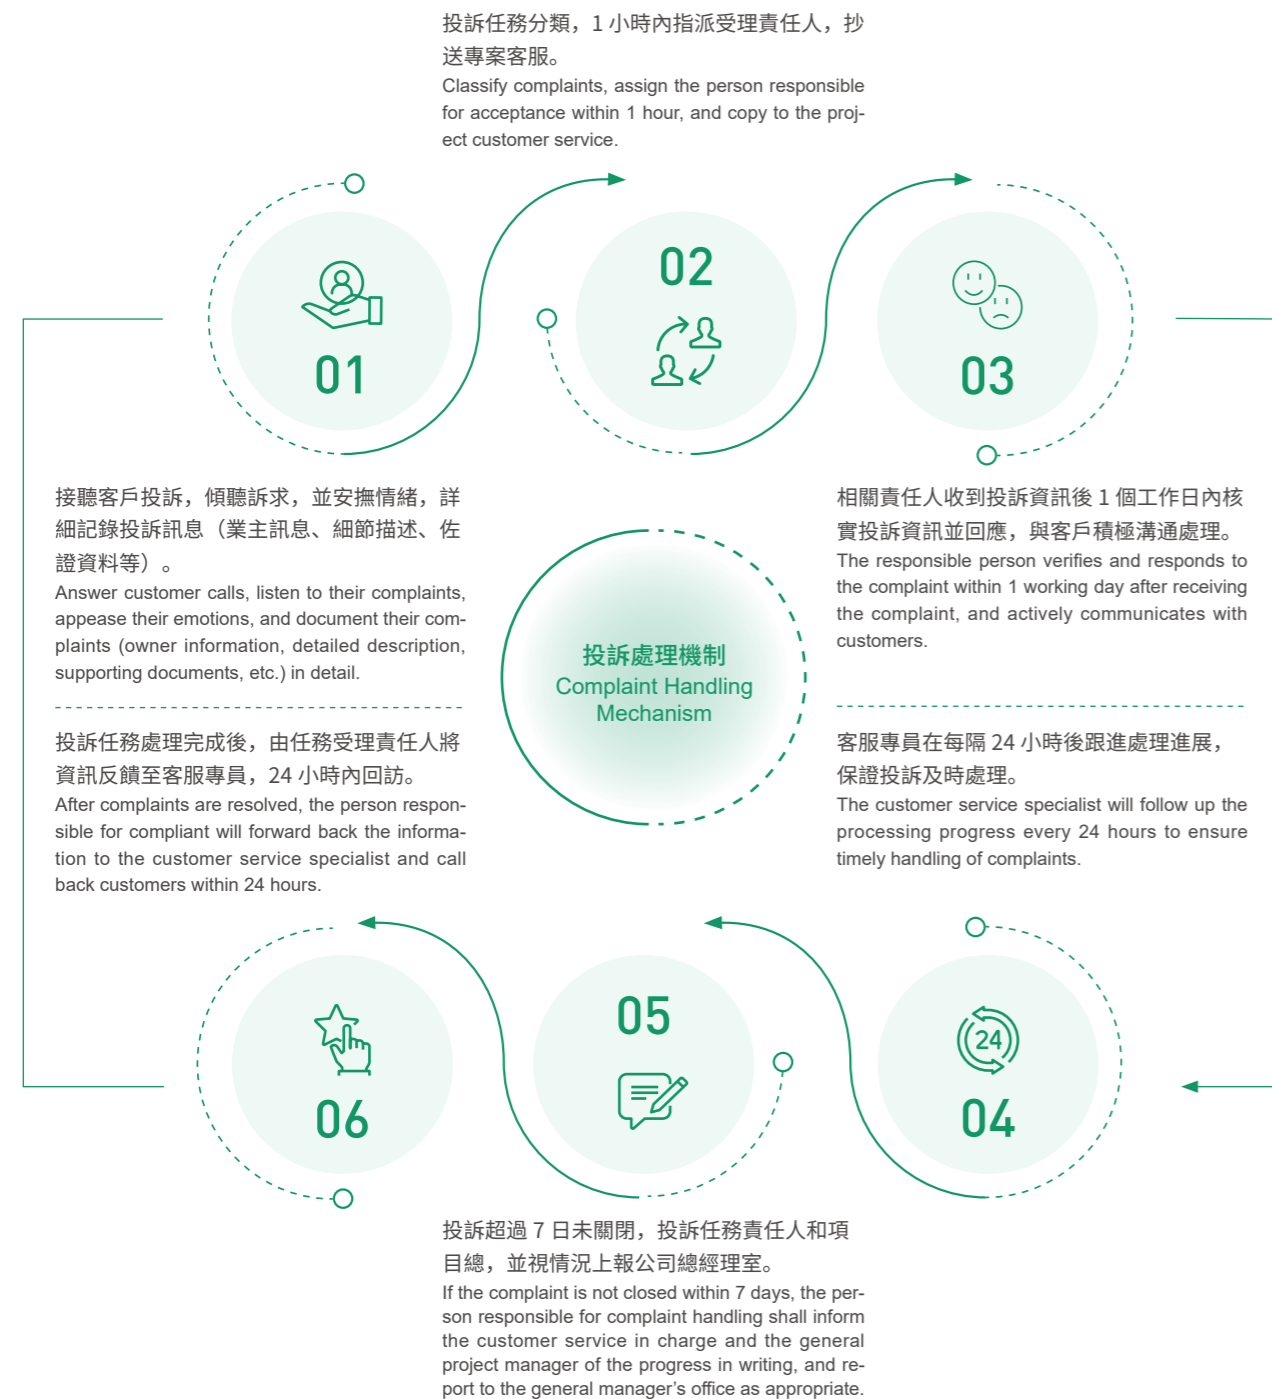 投訴任務分類，1 小時內指派受理責任人，抄
送專案客服。
Classify complaints, assign the person responsible
for acceptance within 1 hour, and copy to the proj-
ect customer service.
01
02
03
接聽客戶投訴，傾聽訴求，並安撫情緒，詳
細記錄投訴訊息（業主訊息、細節描述、佐
證資料等）。
Answer customer calls, listen to their complaints,
appease their emotions, and document their com-
plaints (owner information, detailed description,
supporting documents, etc.) in detail.
相關責任人收到投訴資訊後 1 個工作日內核
實投訴資訊並回應，與客戶積極溝通處理。
The responsible person verifies and responds to
the complaint within 1 working day after receiving
the complaint, and actively communicates with
customers.
投訴處理機制
Complaint Handling
Mechanism
投訴任務處理完成後，由任務受理責任人將
資訊反饋至客服專員，24 小時內回訪。
After complaints are resolved, the person respon-
sible for compliant will forward back the informa-
tion to the customer service specialist and call
back customers within 24 hours.
客服專員在每隔 24 小時後跟進處理進展，
保證投訴及時處理。
The customer service specialist will follow up the
processing progress every 24 hours to ensure
timely handling of complaints.
06
05
24
04
投訴超過 7 日未關閉，投訴任務責任人和項
目總，並視情況上報公司總經理室。
If the complaint is not closed within 7 days, the per-
son responsible for complaint handling shall inform
the customer service in charge and the general
project manager of the progress in writing, and re-
port to the general manager’s office as appropriate.